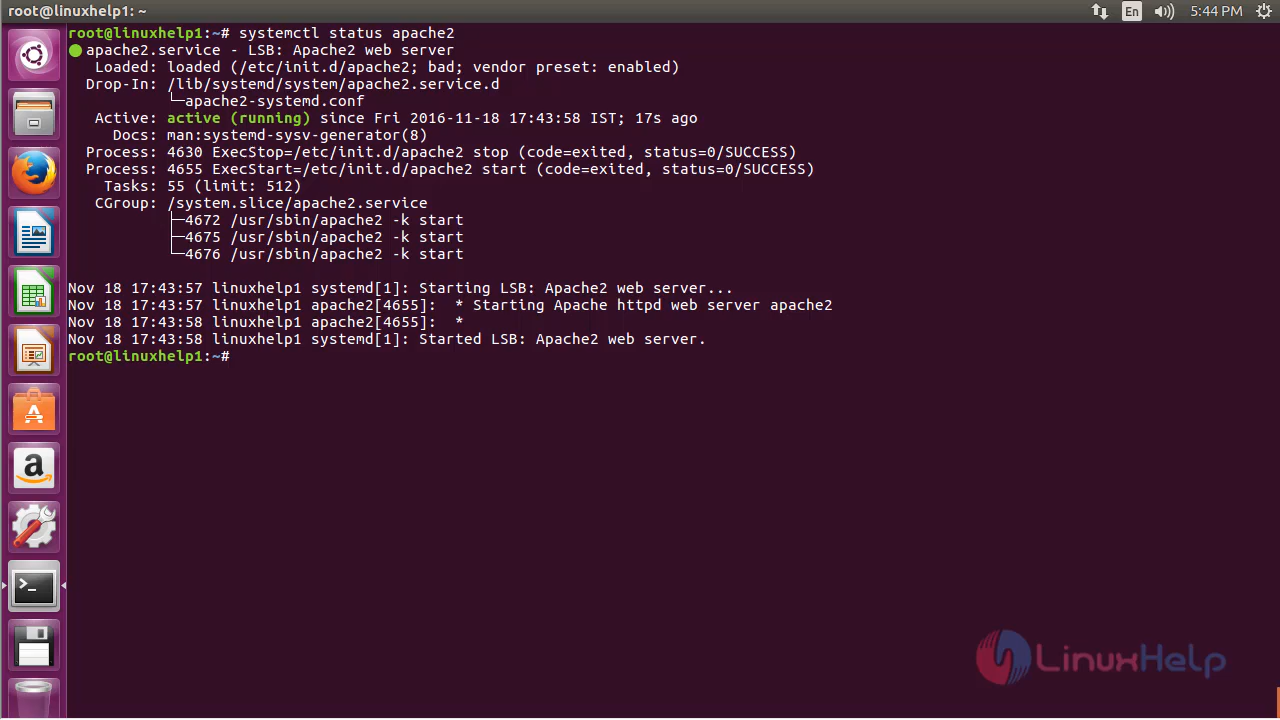 root@linuxhelp1: ~
En
5:44 PM
root@linuxhelp1:~# systemctl status apache2
● apache2.service - LSB: Apache2 web server
Loaded: loaded (/etc/init.d/apache2; bad; vendor preset: enabled)
Drop-In: /lib/systemd/system/apache2.service.d
└─apache2-systemd.conf
Active: active (running) since Fri 2016-11-18 17:43:58 IST; 17s ago
Docs: man:systemd-sysv-generator(8)
Process: 4630 ExecStop=/etc/init.d/apache2 stop (code=exited, status=0/SUCCESS)
Process: 4655 ExecStart=/etc/init.d/apache2 start (code=exited, status=0/SUCCESS)
Tasks: 55 (limit: 512)
CGroup: /system.slice/apache2.service
├─4672 /usr/sbin/apache2 -k start
├─4675 /usr/sbin/apache2 -k start
└─4676 /usr/sbin/apache2 -k start
Nov 18 17:43:57 linuxhelp1 systemd[1]: Starting LSB: Apache2 web server...
Nov 18 17:43:57 linuxhelp1 apache2[4655]:  * Starting Apache httpd web server apache2
Nov 18 17:43:58 linuxhelp1 apache2[4655]:  *
Nov 18 17:43:58 linuxhelp1 systemd[1]: Started LSB: Apache2 web server.
root@linuxhelp1:~#
LinuxHelp